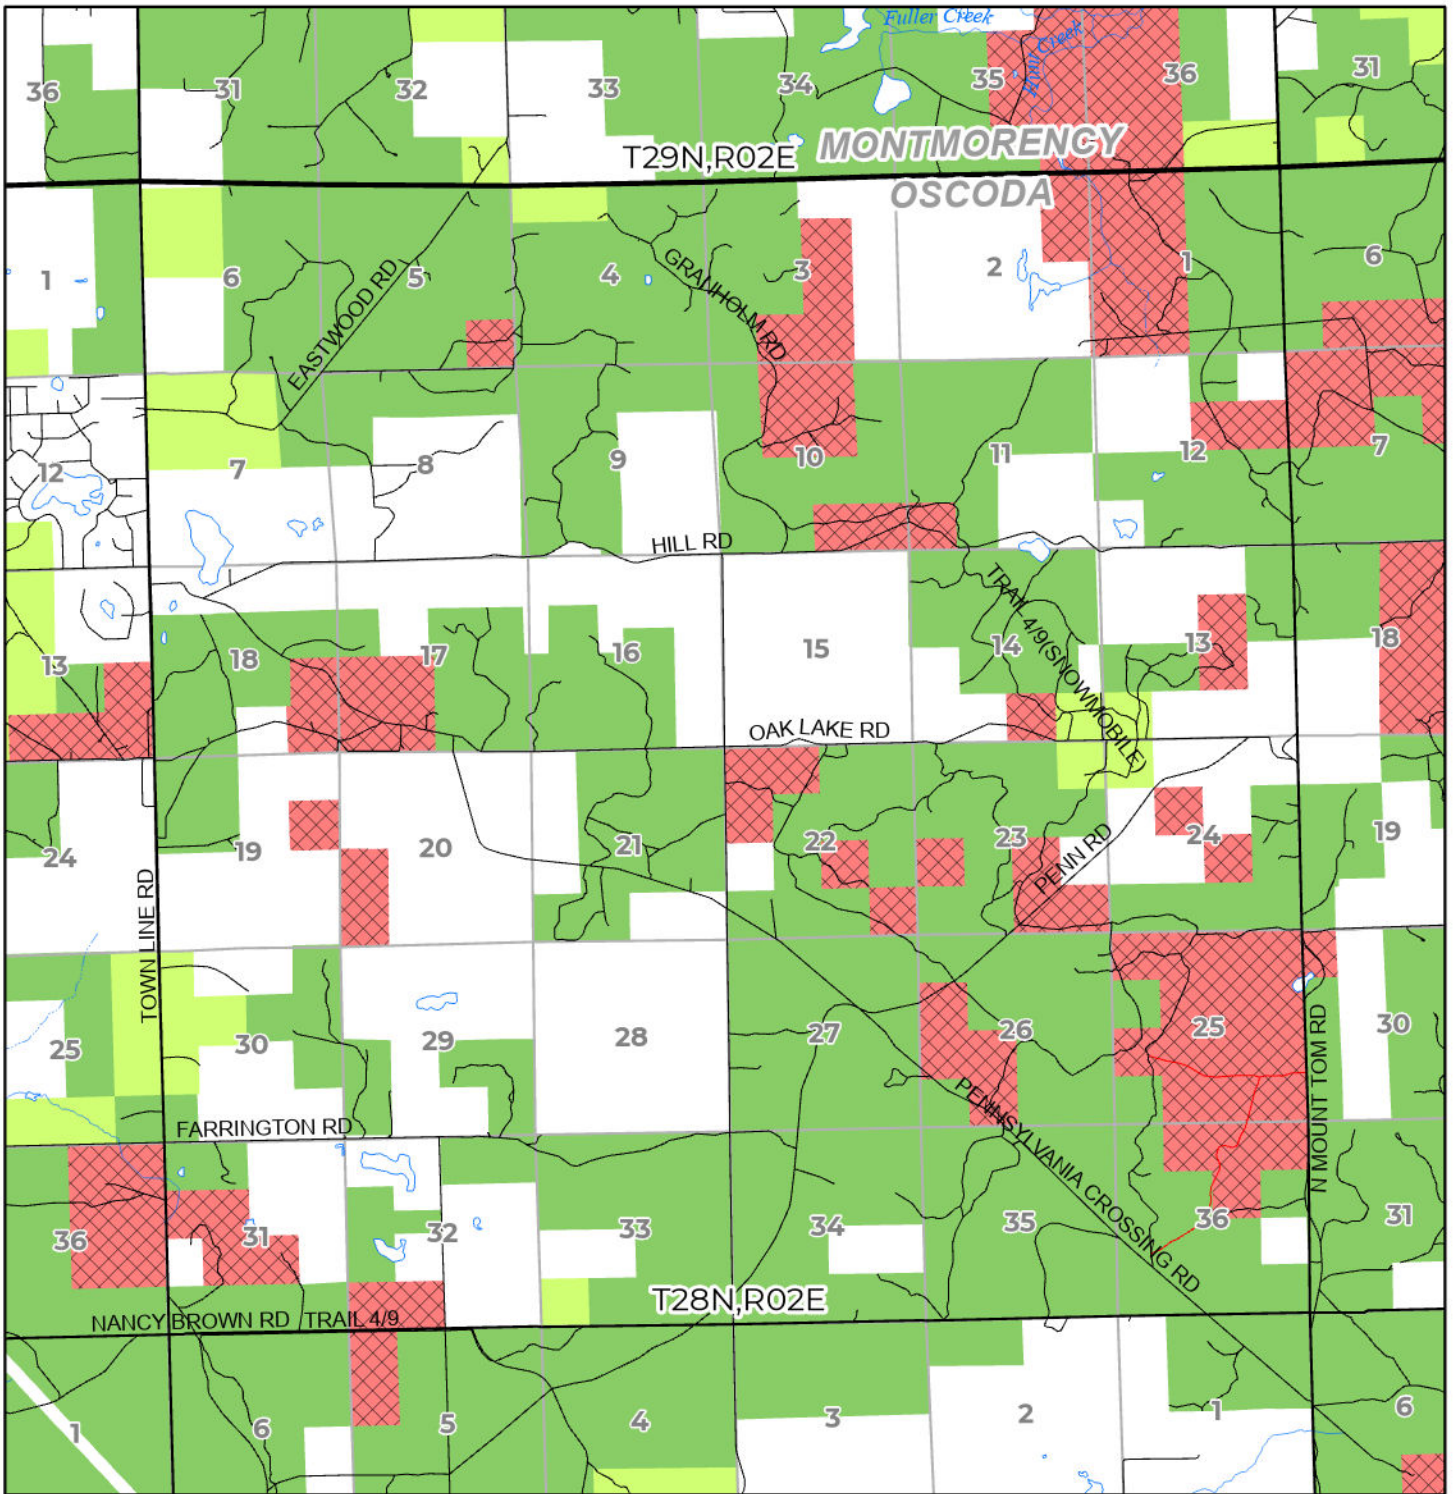 Fuller Creek
Hunt Creek
36 31 32 33 34 35 36 31
T29N,R02E MONTMORENCY
OSCODA
1 6 5 4 3 2 1 6
EASTWOOD RD
GRANHOLM RD
12 7 8 9 10 11 12 7
HILL RD
TRAIL 4/9(SNOWMOBILE)
13 18 17 16 15 14 13 18
OAK LAKE RD
24 19 20 21 22 23 24 19
PENN RD
TOWN LINE RD
25 30 29 28 27 26 25 30
N MOUNT TOM RD
PENNSYLVANIA CROSSING RD
FARRINGTON RD
36 31 32 33 34 35 36 31
T28N,R02E
NANCY BROWN RD TRAIL 4/9
1 6 5 4 3 2 1 6